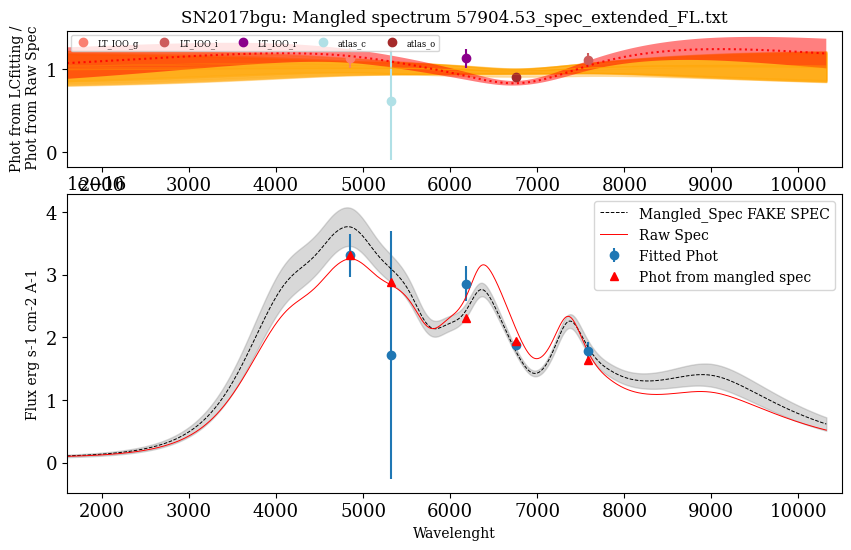 SN2017bgu: Mangled spectrum 57904.53_spec_extended_FL.txt
Phot from LCfitting /
Phot from Raw Spec
LT_IOO_g LT_IOO_i LT_IOO_r atlas_c atlas_o
1
0
2000 3000 4000 5000 6000 7000 8000 9000 10000
1e−16
Mangled_Spec FAKE SPEC
Raw Spec
Fitted Phot
Phot from mangled spec
Flux erg s-1 cm-2 A-1
4
3
2
1
0
2000 3000 4000 5000 6000 7000 8000 9000 10000
Wavelenght